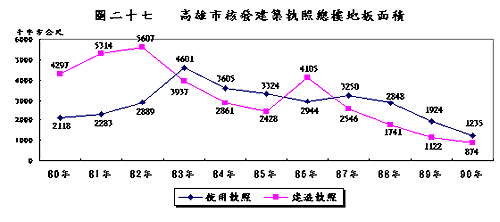 圖二十七 高雄市核發建築執照總樓地板面積
千平方公尺
6000
5000
4000
3000
2000
1000
0
4297 5314 5607 4601 3605 3324 4105 3250 2848 1924 1235
2118 2283 2889 3937 2861 2428 2944 2546 1741 1122 874
80年 81年 82年 83年 84年 85年 86年 87年 88年 89年 90年
使用執照 建造執照